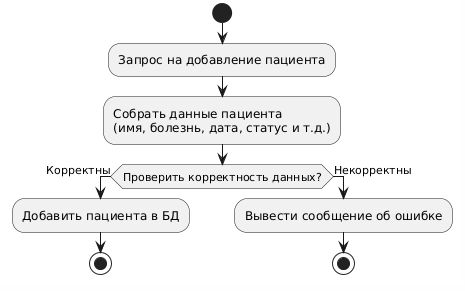 Запрос на добавление пациента
Собрать данные пациента
(имя, болезнь, дата, статус и т.д.)
Корректны
Проверить корректность данных?
Некорректны
Добавить пациента в БД
Вывести сообщение об ошибке